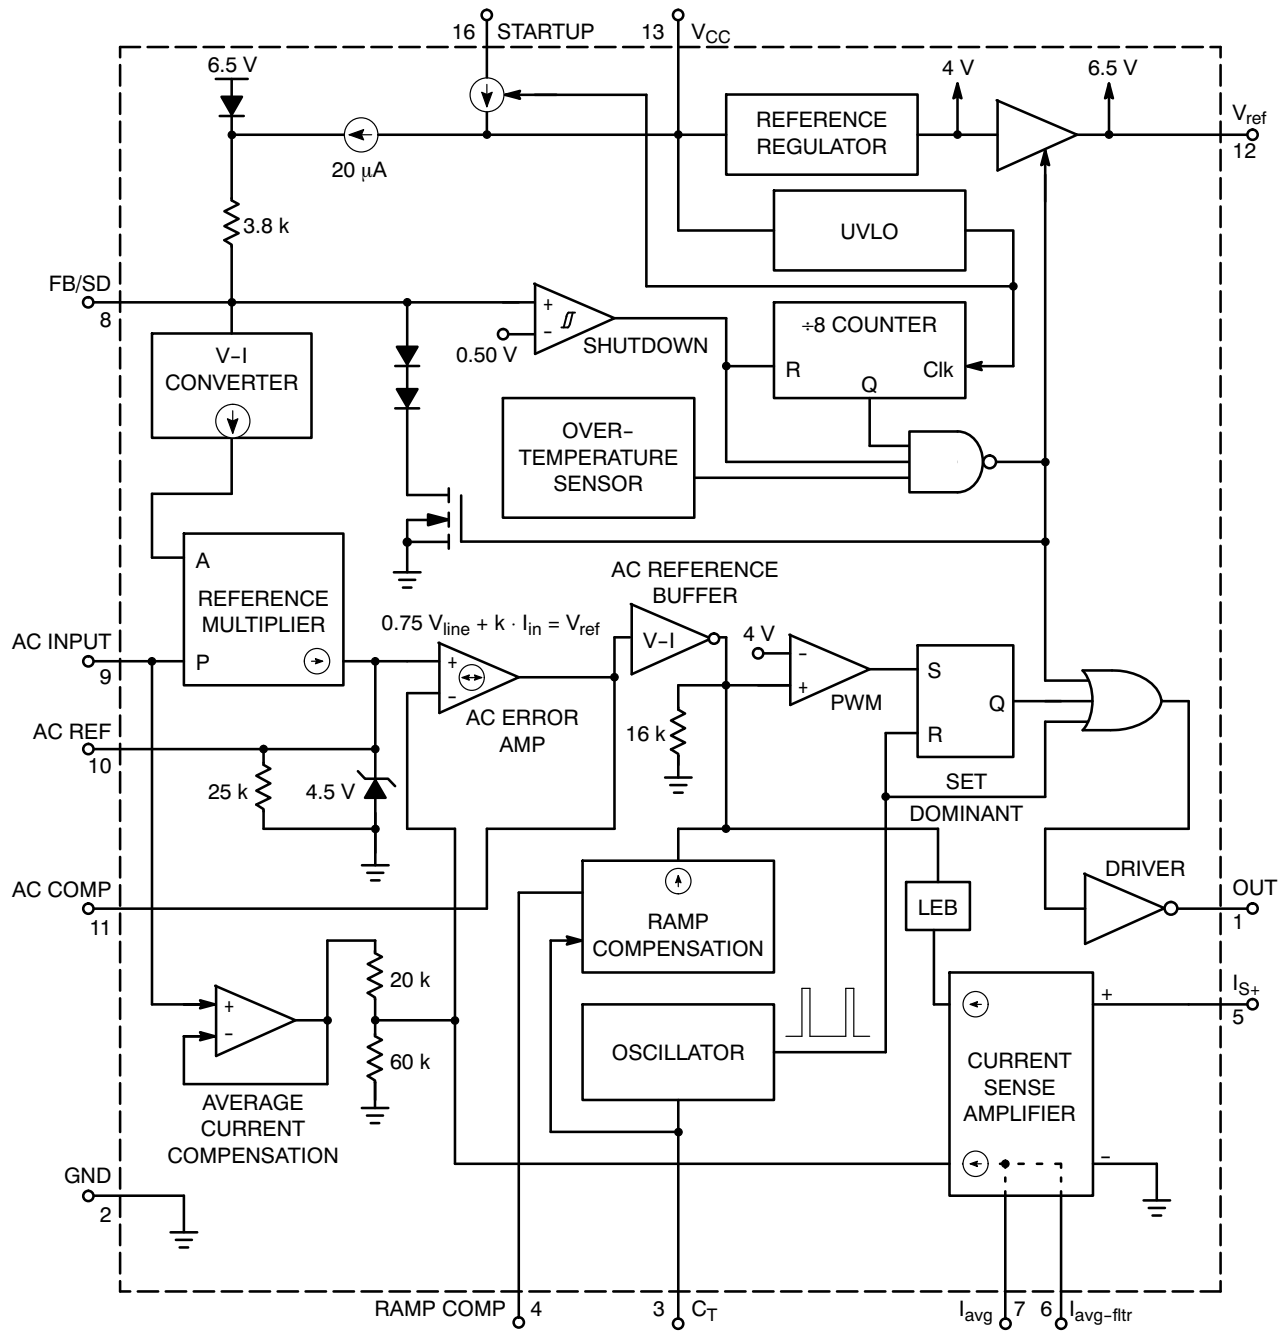 16 STARTUP 13 VCC
6.5 V
4 V
6.5 V
REFERENCE
REGULATOR
Vref
12
20 μA
3.8 k
UVLO
FB/SD
8
+
-
0.50 V
SHUTDOWN
÷8 COUNTER
R
Clk
Q
V-I
CONVERTER
OVER-
TEMPERATURE
SENSOR
A
REFERENCE
MULTIPLIER
P
AC INPUT
9
0.75 Vline + k · Iin = Vref
+
-
AC ERROR
AMP
AC REFERENCE
BUFFER
V-I
4 V
-
+
PWM
S
Q
R
SET
DOMINANT
AC REF
10
25 k
4.5 V
16 k
AC COMP
11
RAMP
COMPENSATION
LEB
DRIVER
OUT
1
20 k
+
-
60 k
AVERAGE
CURRENT
COMPENSATION
OSCILLATOR
CURRENT
SENSE
AMPLIFIER
+
-
IS+
5
GND
2
RAMP COMP 4
3 CT
Iavg 7
6 Iavg-fltr